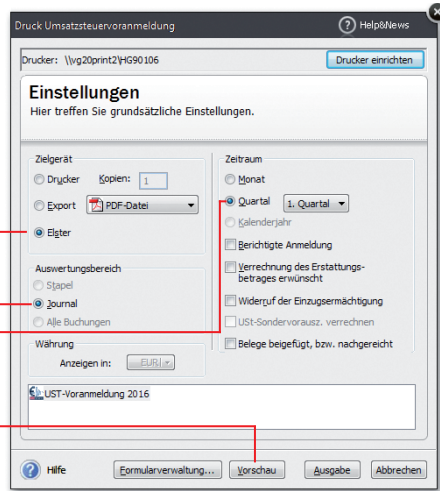 Druck Umsatzsteuervoranmeldung
? Help&News
Drucker: \\vg20print2\HG90106
Drucker einrichten
Einstellungen
Hier treffen Sie grundsätzliche Einstellungen.
Zielgerät
Drucker Kopien: 1
Export PDF-Datei
Elster
Auswertungsbereich
Stapel
Journal
Alle Buchungen
Währung
Anzeigen in: EUR
Zeitraum
Monat
Quartal 1. Quartal
Kalenderjahr
Berichtigte Anmeldung
Verrechnung des Erstattungs-
betrages erwünscht
Widerruf der Einzugsermächtigung
USt-Sondervorausz. verrechnen
Belege beigefügt, bzw. nachgereicht
UST-Voranmeldung 2016
? Hilfe
Formularverwaltung...
Vorschau
Ausgabe
Abbrechen